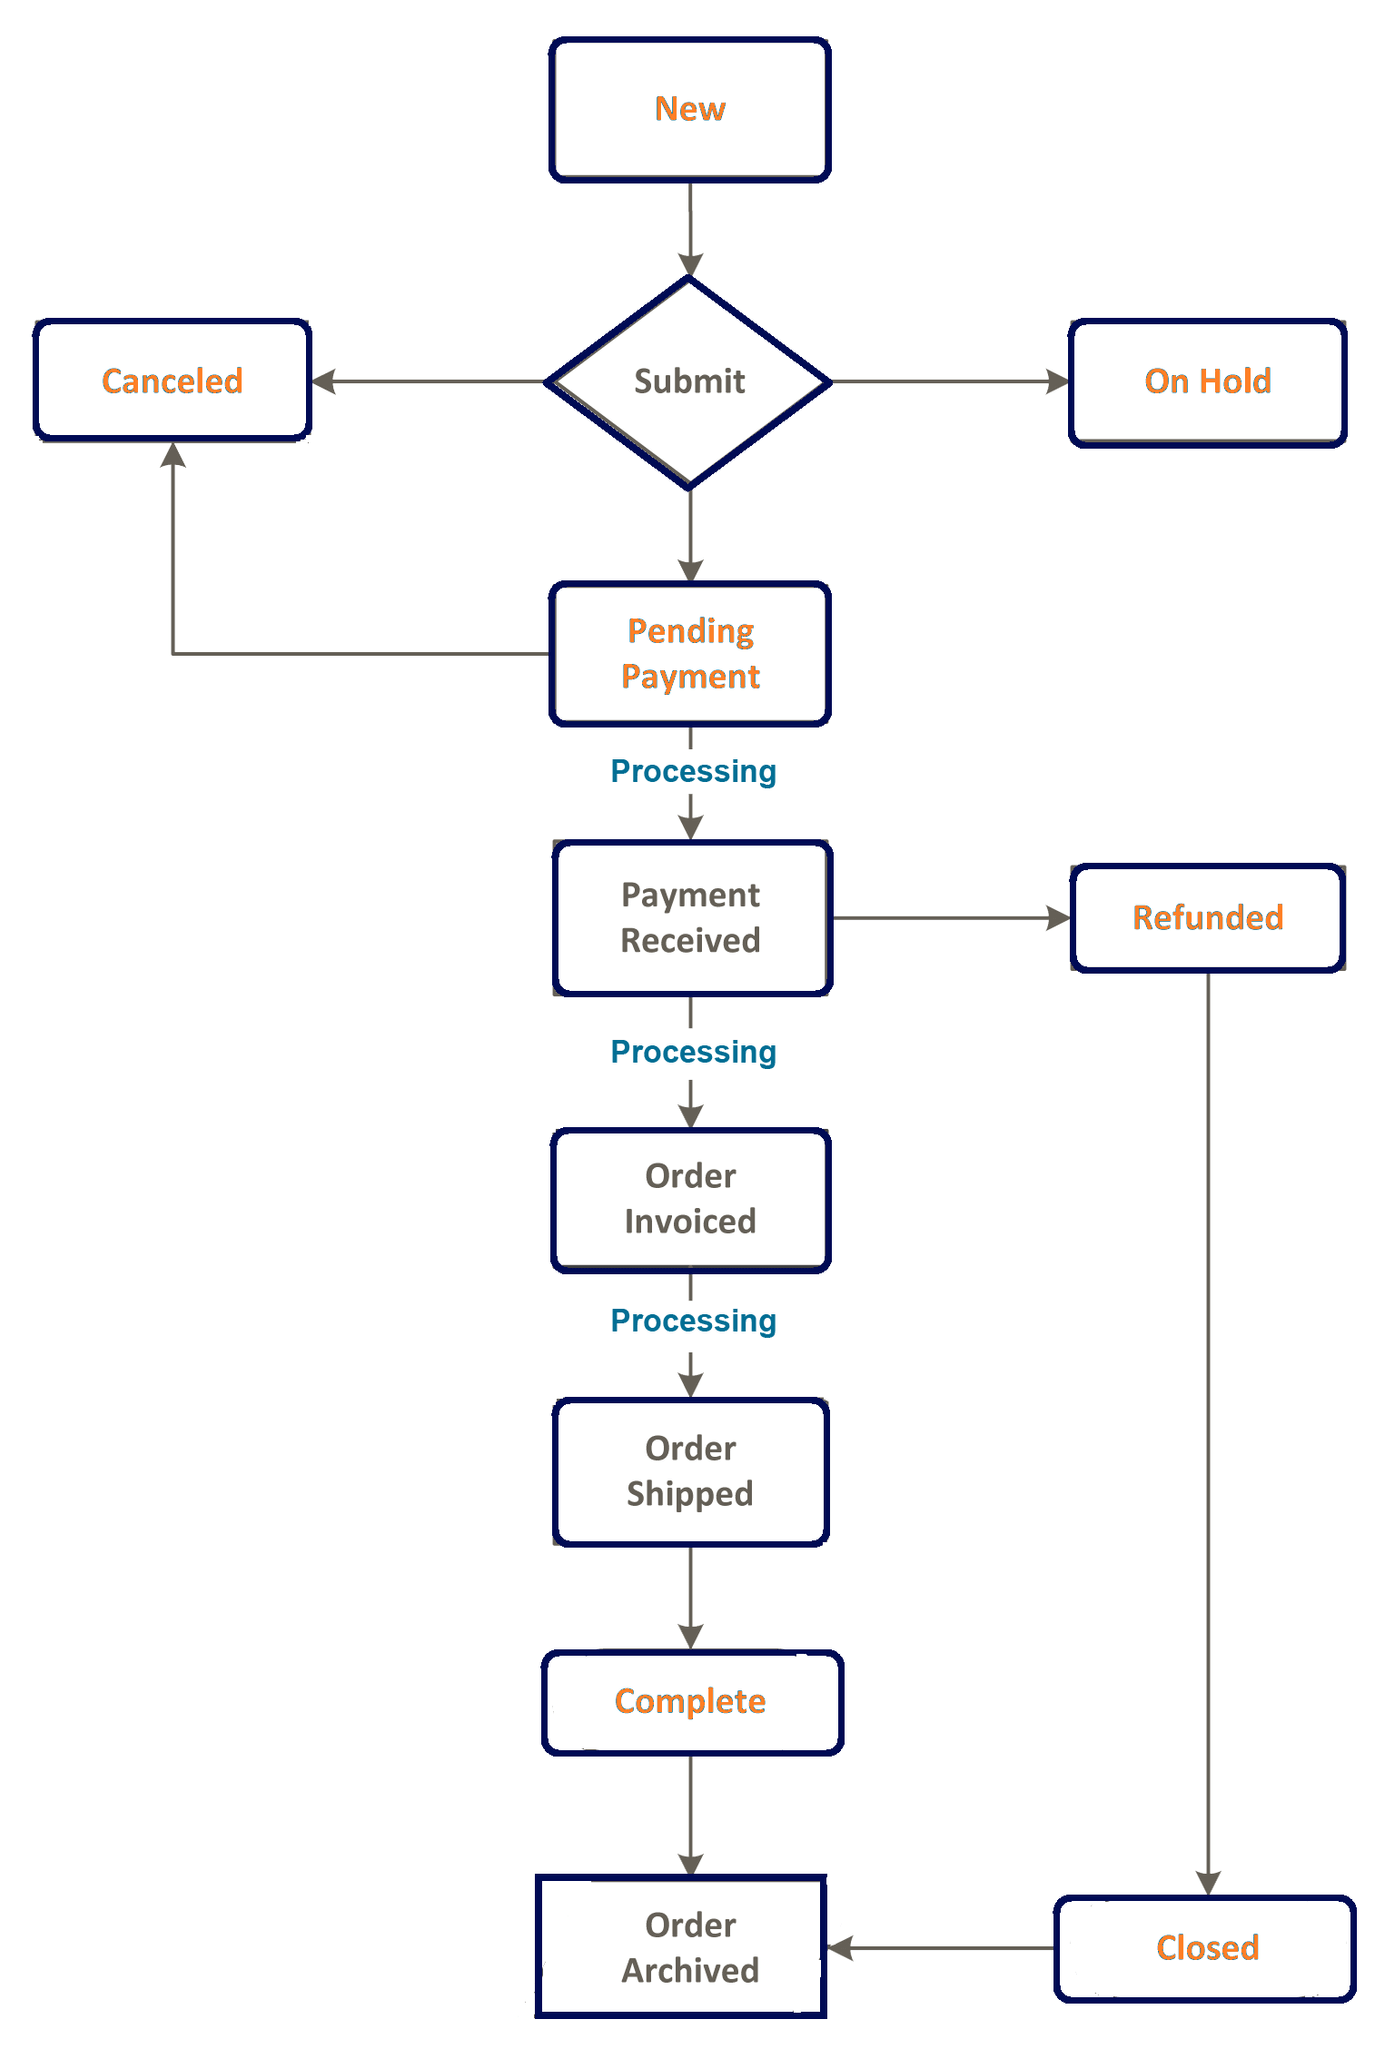 New
Canceled
Submit
On Hold
Pending
Payment
Processing
Payment
Received
Refunded
Processing
Order
Invoiced
Processing
Order
Shipped
Complete
Order
Archived
Closed